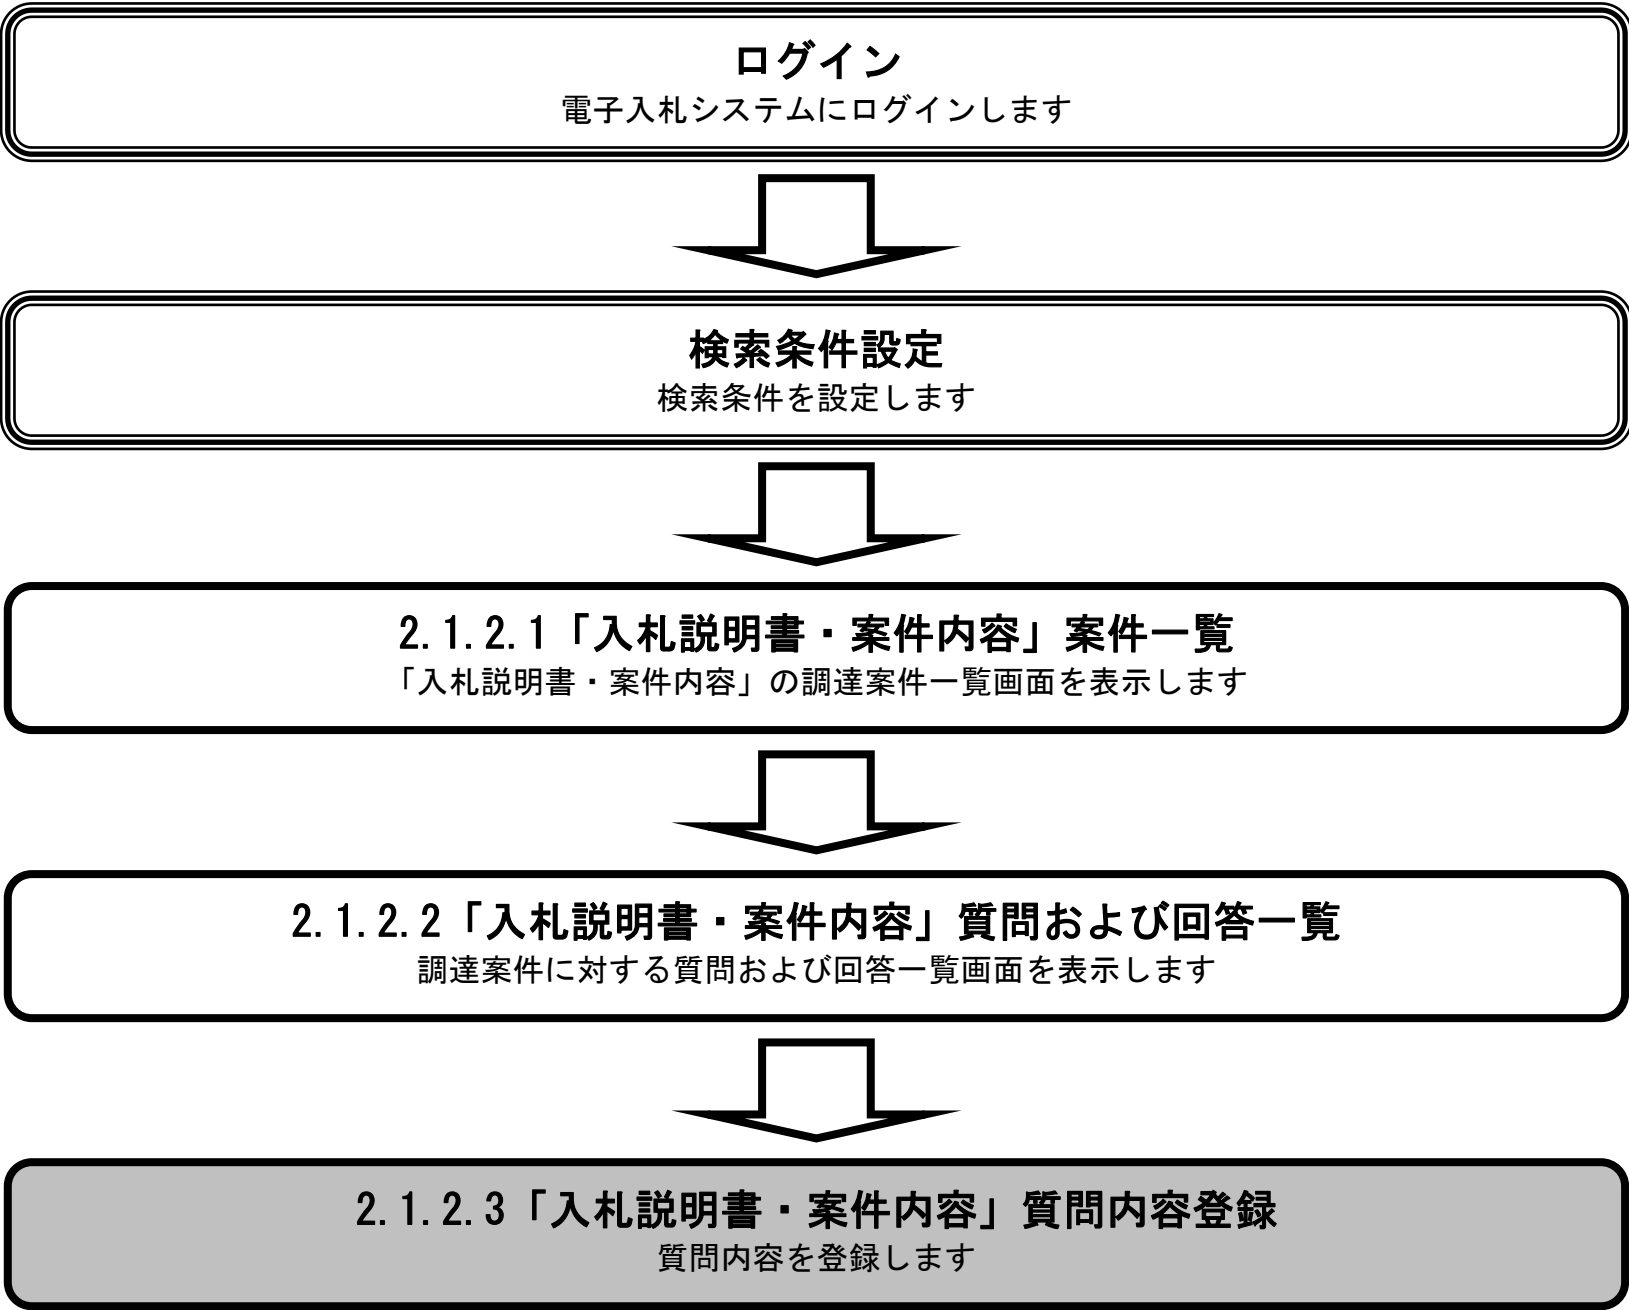 ログイン
電子入札システムにログインします
検索条件設定
検索条件を設定します
2.1.2.1「入札説明書・案件内容」案件一覧
「入札説明書・案件内容」の調達案件一覧画面を表示します
2.1.2.2「入札説明書・案件内容」質問および回答一覧
調達案件に対する質問および回答一覧画面を表示します
2.1.2.3「入札説明書・案件内容」質問内容登録
質問内容を登録します